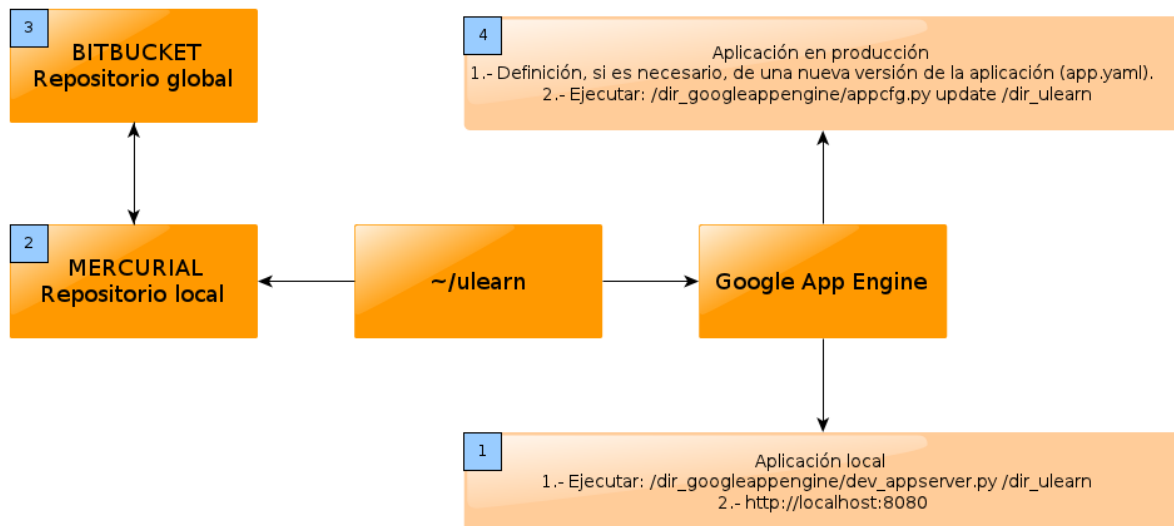 3
BITBUCKET
Repositorio global
4
Aplicación en producción
1.- Definición, si es necesario, de una nueva versión de la aplicación (app.yaml).
2.- Ejecutar: /dir_googleappengine/appcfg.py update /dir_ulearn
2
MERCURIAL
Repositorio local
~/ulearn
Google App Engine
1
Aplicación local
1.- Ejecutar: /dir_googleappengine/dev_appserver.py /dir_ulearn
2.- http://localhost:8080